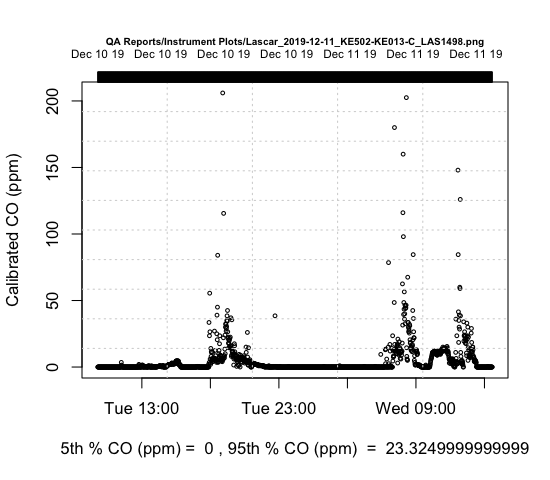 QA Reports/Instrument Plots/Lascar_2019-12-11_KE502-KE013-C_LAS1498.png
Dec 10 19 Dec 10 19 Dec 10 19 Dec 11 19 Dec 11 19 Dec 11 19 Dec 11 19
200
150
100
50
0
Calibrated CO (ppm)
Tue 13:00 Tue 23:00 Wed 09:00
5th % CO (ppm) = 0 , 95th % CO (ppm) = 23.3249999999999